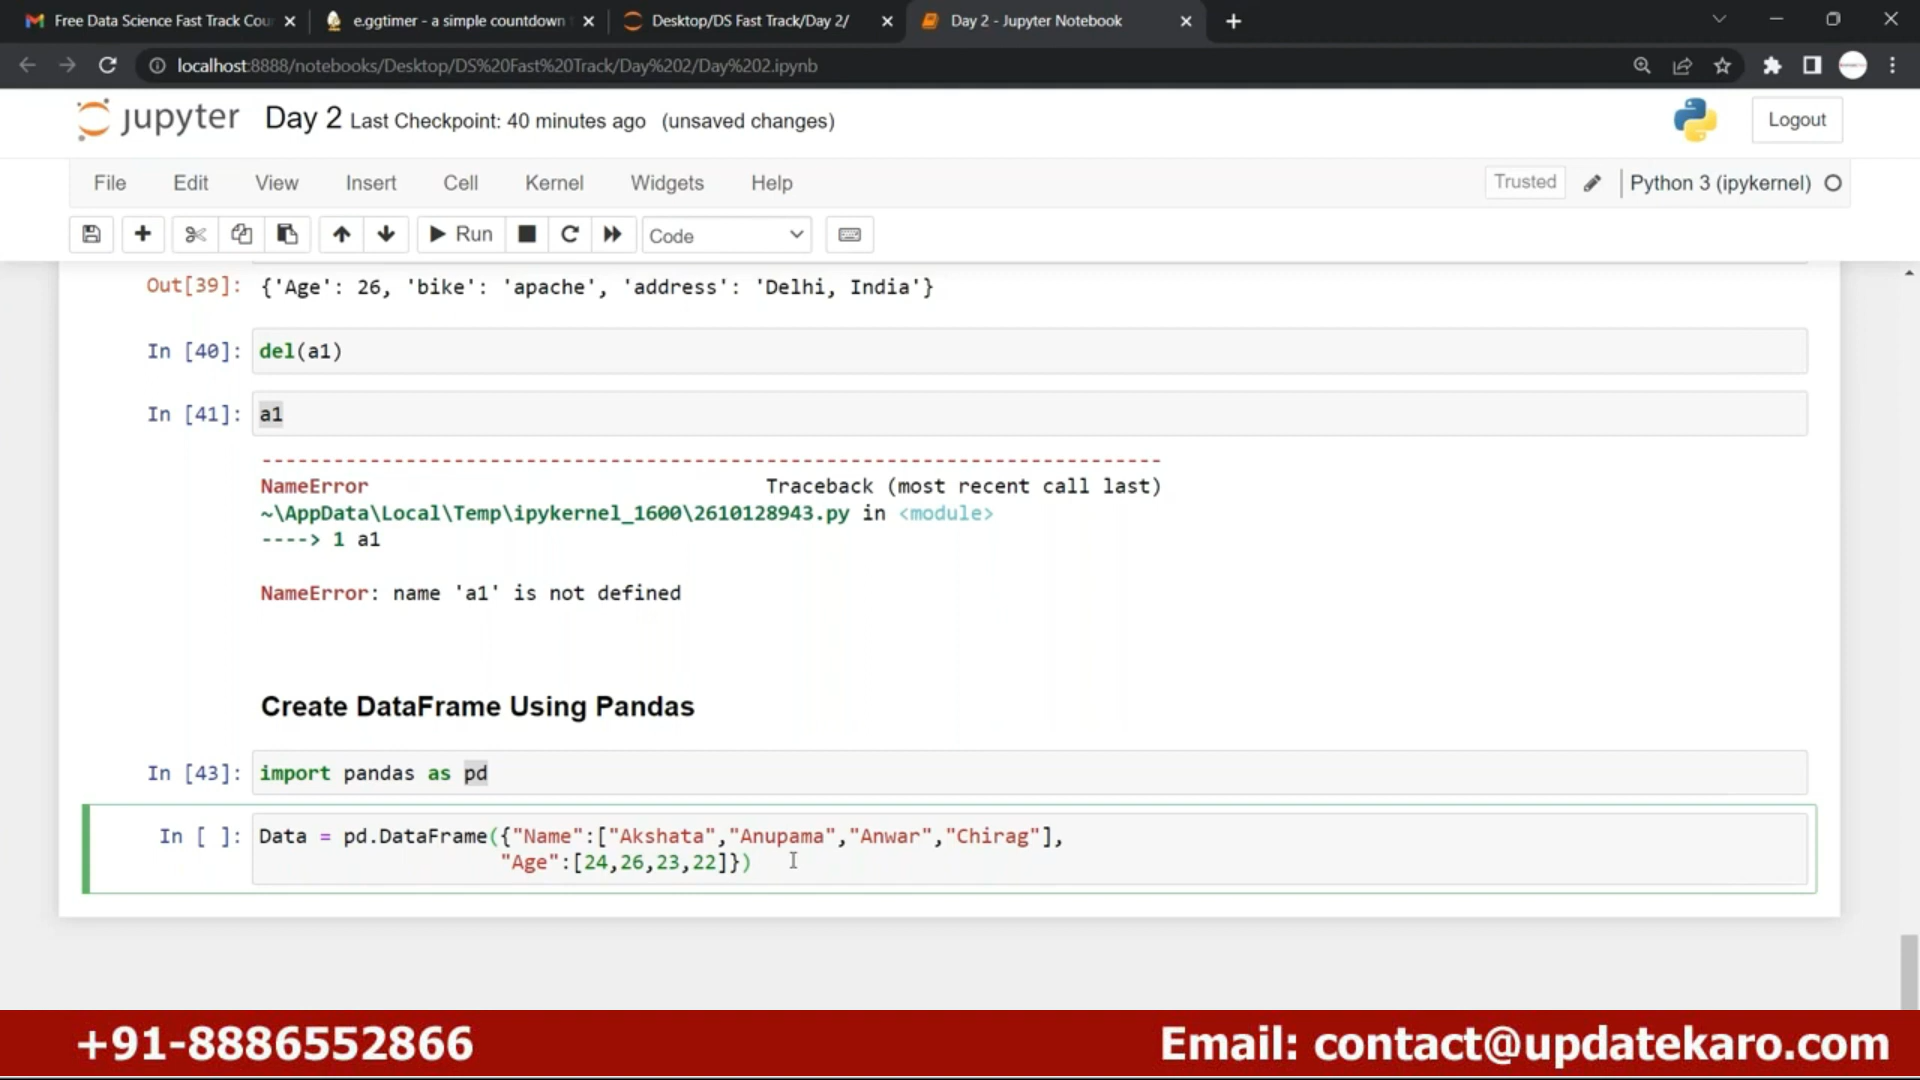 Free Data Science Fast Track Cou
e.ggtimer - a simple countdown
Desktop/DS Fast Track/Day 2/
Day 2 - Jupyter Notebook
localhost:8888/notebooks/Desktop/DS%20Fast%20Track/Day%202/Day%202.ipynb
jupyter Day 2 Last Checkpoint: 40 minutes ago (unsaved changes)
Logout
File Edit View Insert Cell Kernel Widgets Help
Trusted Python 3 (ipykernel)
Run Code
Out[39]: {'Age': 26, 'bike': 'apache', 'address': 'Delhi, India'}
In [40]: del(a1)
In [41]: a1
---------------------------------------------------------------------------
NameError Traceback (most recent call last)
~\AppData\Local\Temp\ipykernel_1600\2610128943.py in <module>
----> 1 a1
NameError: name 'a1' is not defined
Create DataFrame Using Pandas
In [43]: import pandas as pd
In [ ]: Data = pd.DataFrame({"Name":["Akshata","Anupama","Anwar","Chirag"],
"Age":[24,26,23,22]})
+91-8886552866
Email: contact@updatekaro.com